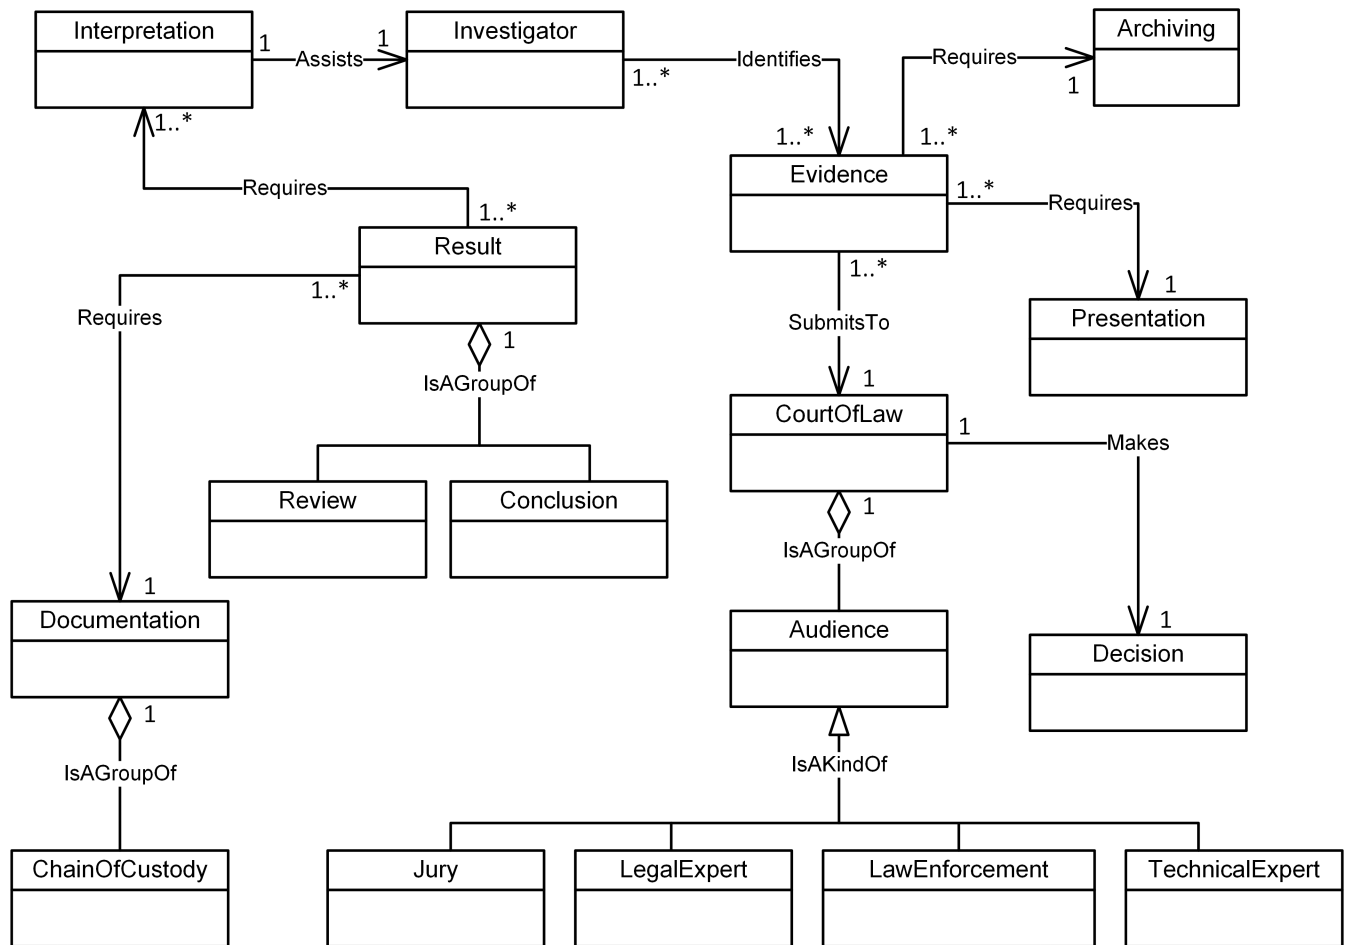 Interpretation
1
Assists
1
Investigator
1..*
Identifies
1..*
Requires
1..*
1
Archiving
1..*
Requires
1..*
Evidence
1..*
Requires
1
Presentation
Result
1..*
Requires
1
IsAGroupOf
Review
Conclusion
1..*
SubmitsTo
1
CourtOfLaw
1
Makes
1
Decision
1
IsAGroupOf
Audience
IsAKindOf
1
Documentation
1
IsAGroupOf
ChainOfCustody
Jury
LegalExpert
LawEnforcement
TechnicalExpert